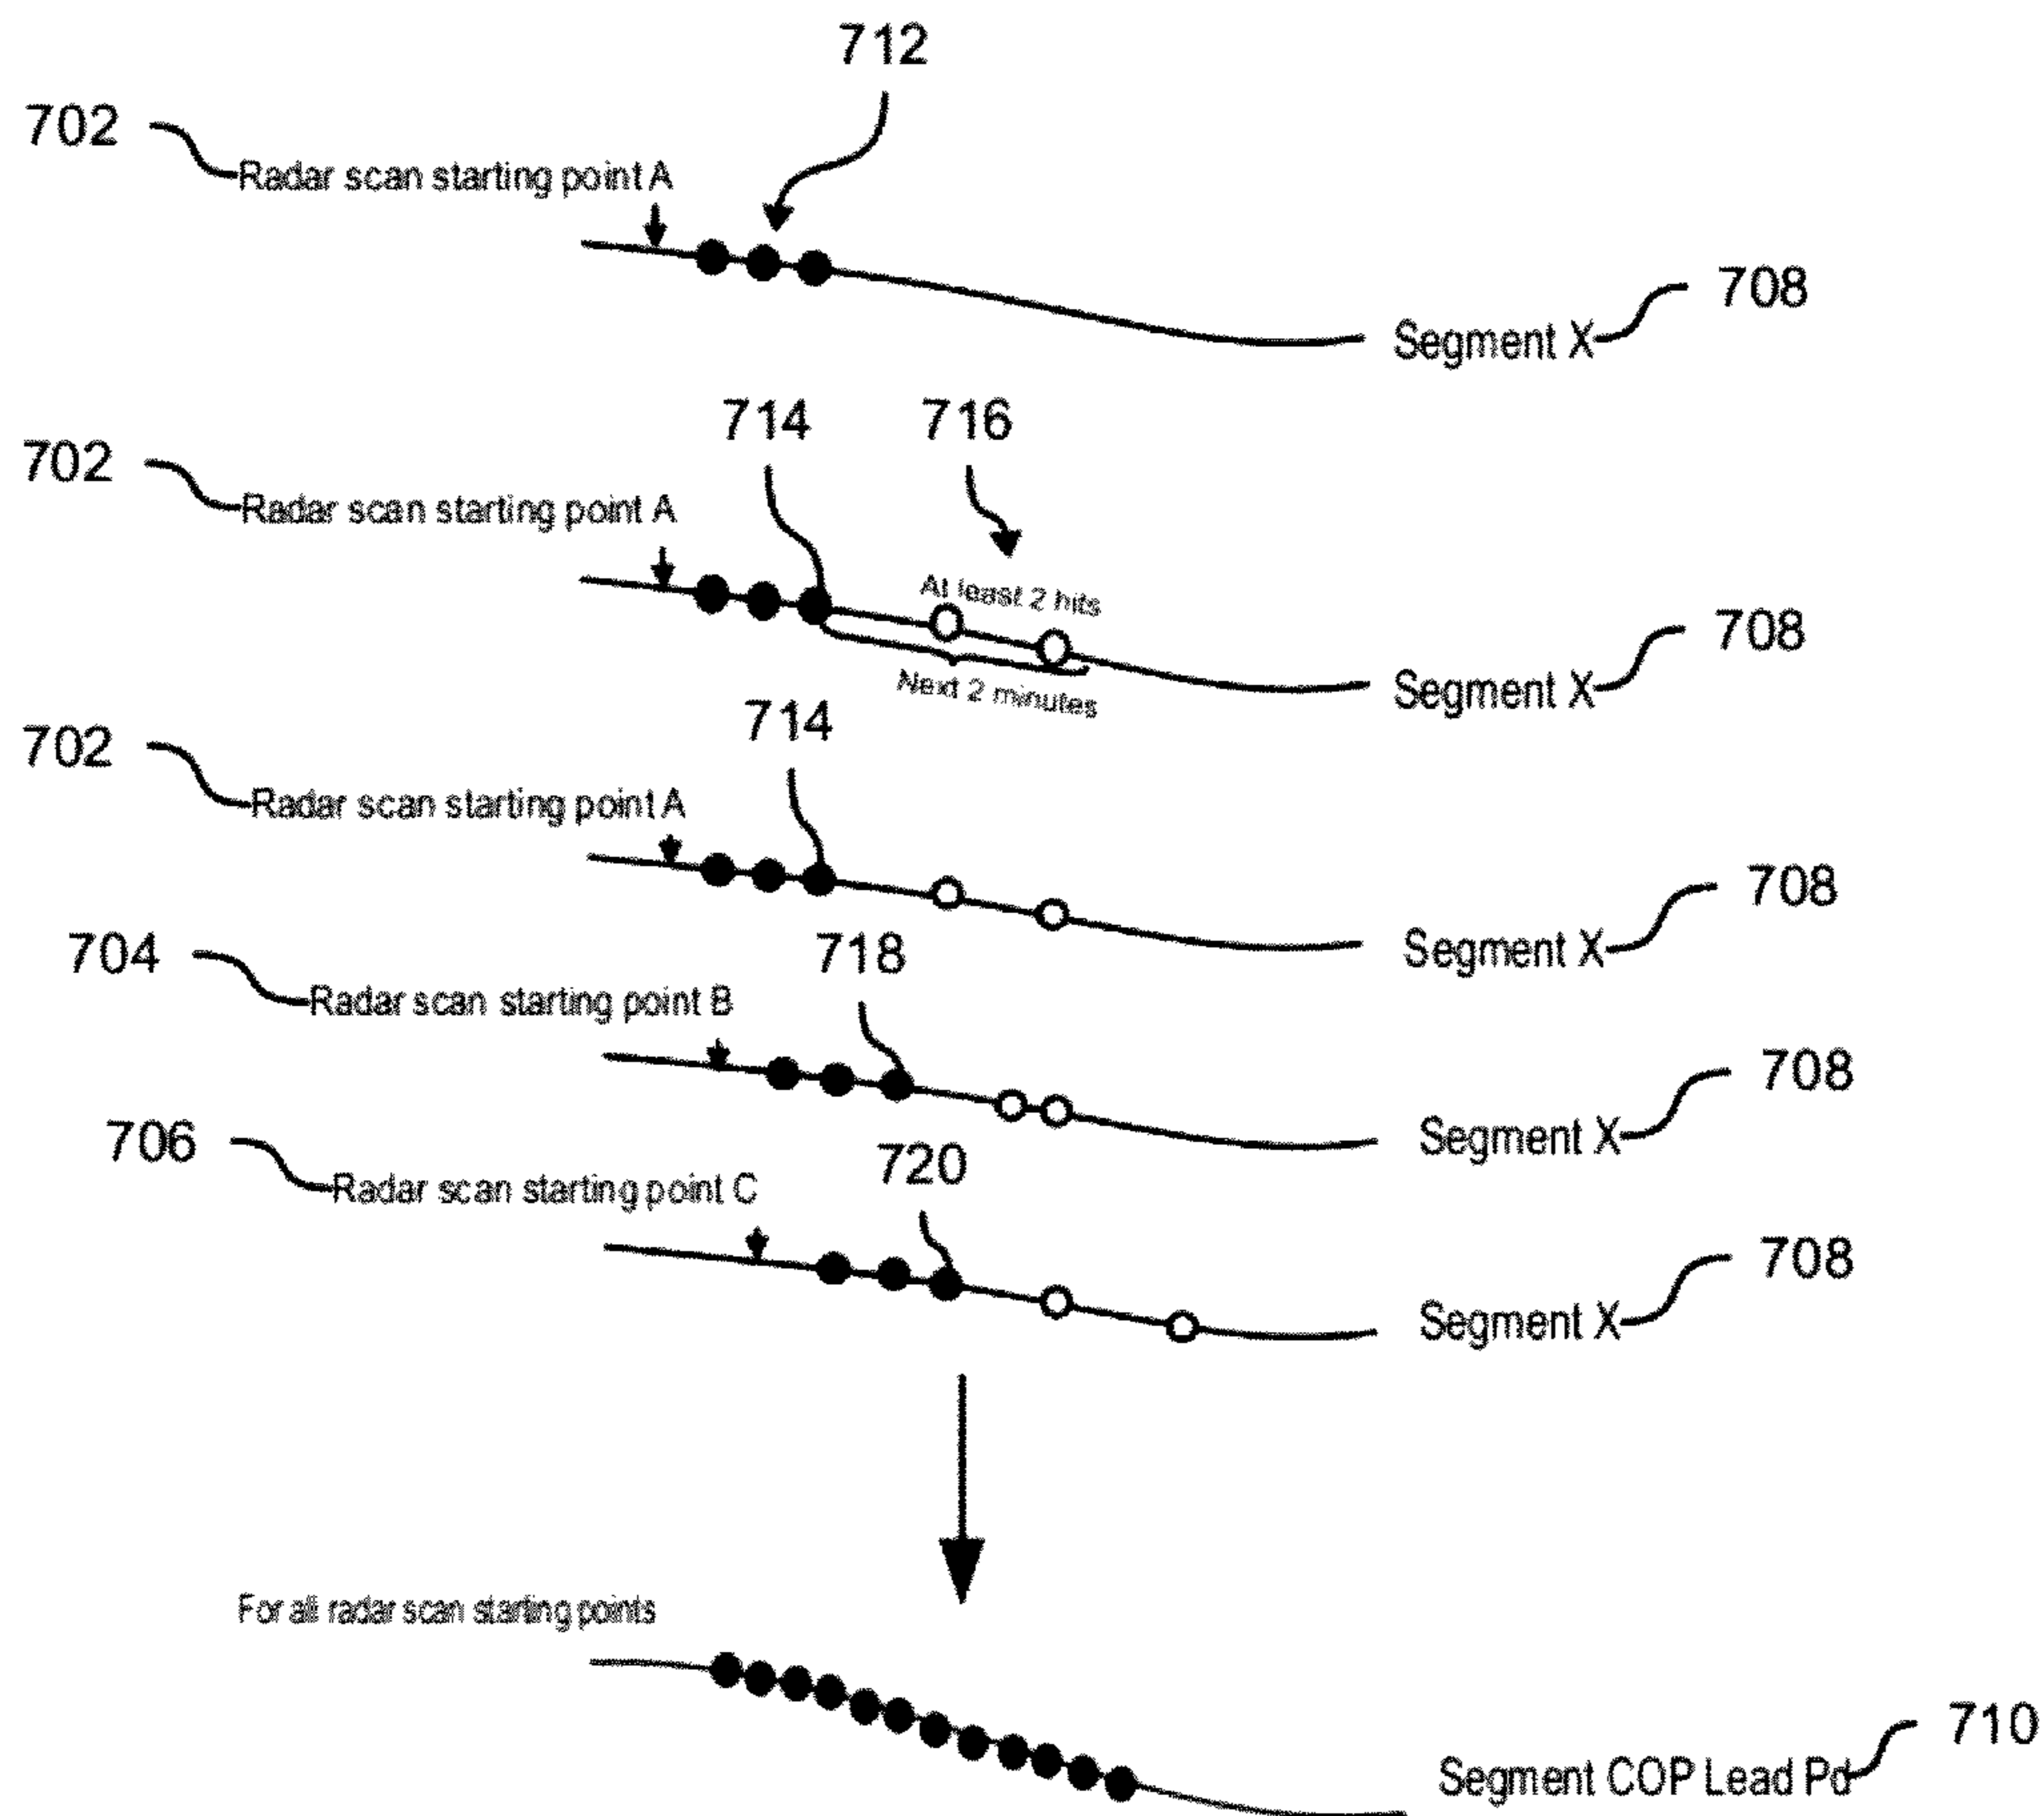 712
702
Radar scan starting point A
708
Segment X
714 716
702
Radar scan starting point A
At least 2 hits
708
Segment X
Next 2 minutes
714
702
Radar scan starting point A
708
Segment X
704
718
Radar scan starting point B
708
Segment X
706
720
Radar scan starting point C
708
Segment X
For all radar scan starting points
710
Segment COP Lead Pd